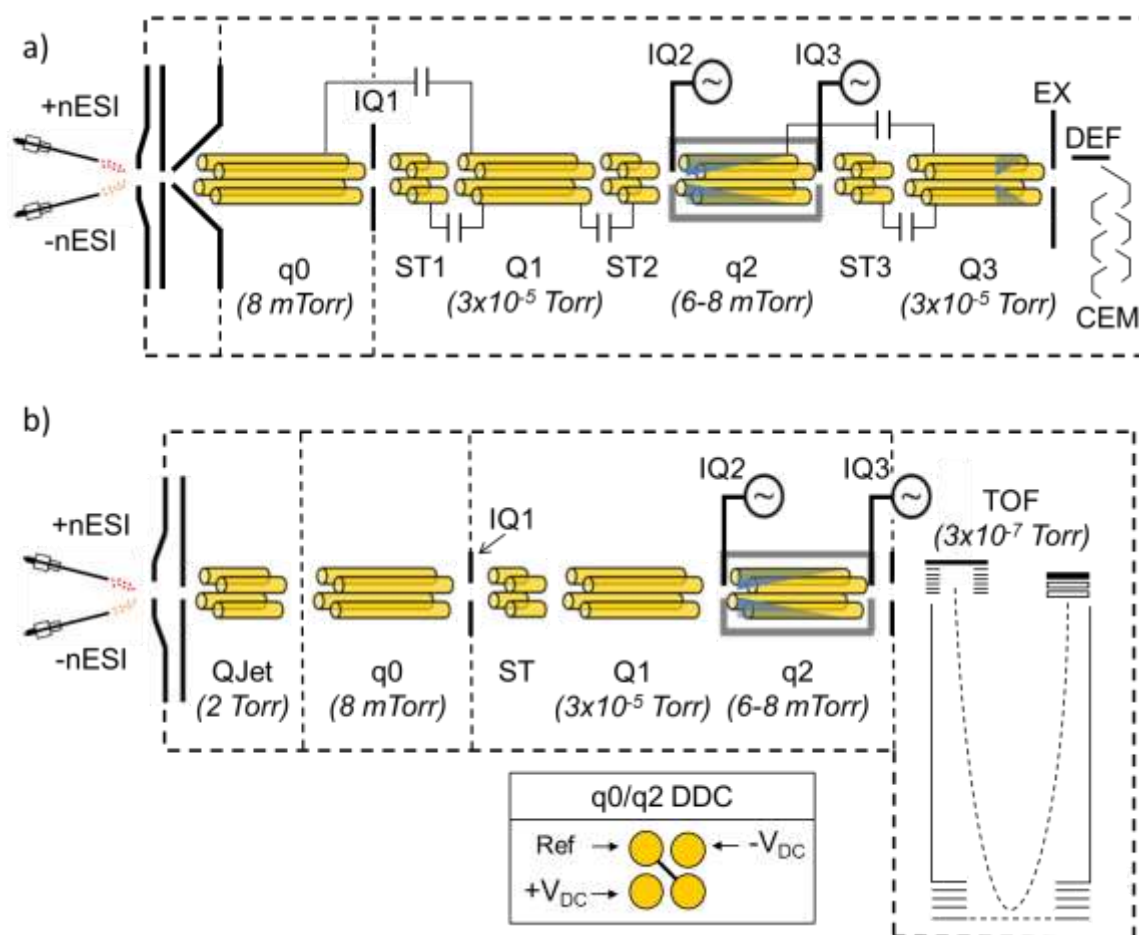 a)
+nESI
-nESI
IQ1
IQ2
IQ3
~
~
EX
DEF
CEM
q0
(8 mTorr)
ST1
Q1
(3x10⁻⁵ Torr)
ST2
q2
(6-8 mTorr)
ST3
Q3
(3x10⁻⁵ Torr)
b)
+nESI
-nESI
IQ1
IQ2
IQ3
~
~
TOF
(3x10⁻⁷ Torr)
QJet
(2 Torr)
q0
(8 mTorr)
ST
Q1
(3x10⁻⁵ Torr)
q2
(6-8 mTorr)
q0/q2 DDC
Ref
-V_DC
+V_DC